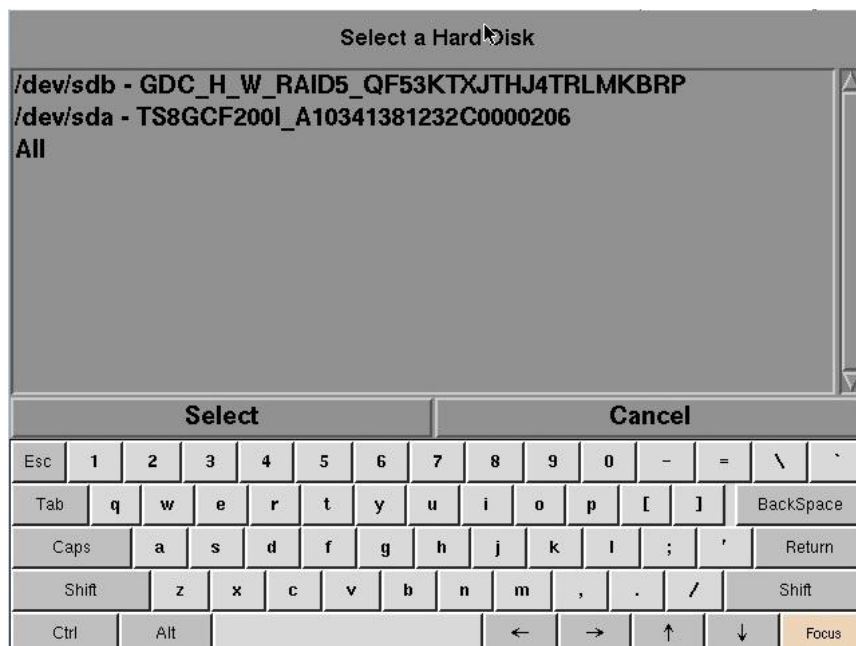 Select a Hard Disk
/dev/sdb - GDC_H_W_RAID5_QF53KTXJTHJ4TRLMKBRP
/dev/sda - TS8GCF200I_A10341381232C0000206
All
Select Cancel
Esc 1 2 3 4 5 6 7 8 9 0 - = \ `
Tab q w e r t y u i o p [ ] BackSpace
Caps a s d f g h j k l ; ' Return
Shift z x c v b n m , . / Shift
Ctrl Alt ← → ↑ ↓ Focus